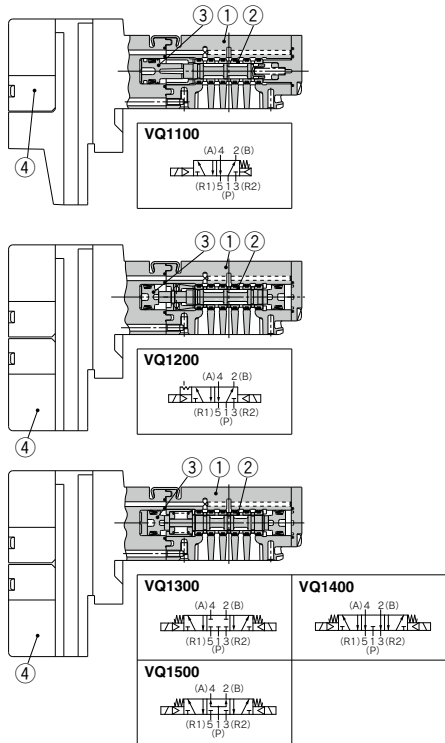 ③ ① ②
④
VQ1100
(A)4 2(B)
(R1)5 1 3(R2)
(P)
③ ① ②
④
VQ1200
(A)4 2(B)
(R1)5 1 3(R2)
(P)
③ ① ②
④
VQ1300
(A)4 2(B)
(R1)5 1 3(R2)
(P)
VQ1400
(A)4 2(B)
(R1)5 1 3(R2)
(P)
VQ1500
(A)4 2(B)
(R1)5 1 3(R2)
(P)